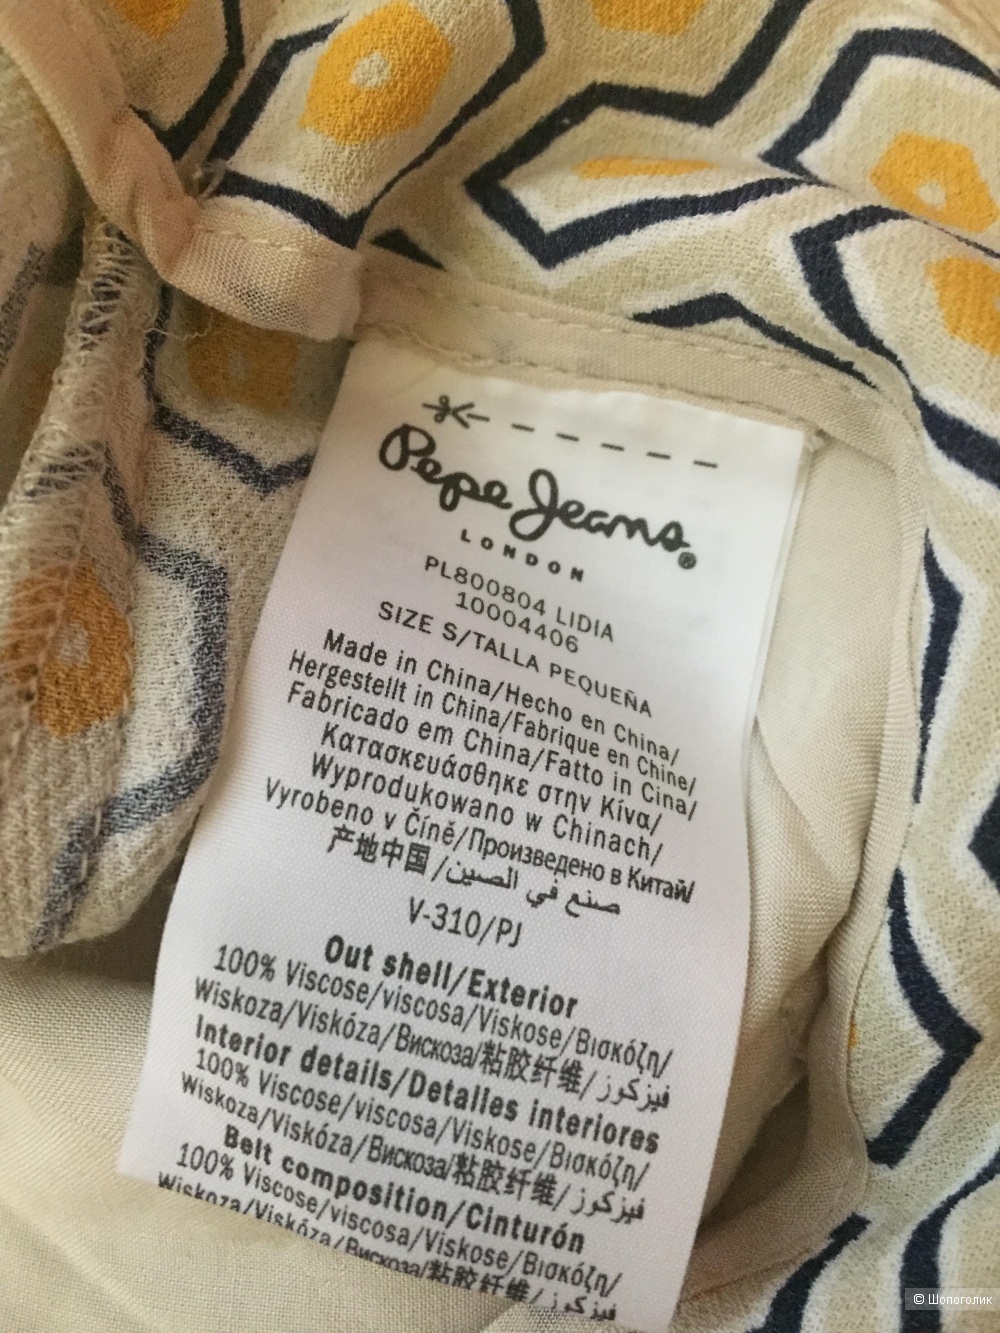 Pepe Jeans®
LONDON
PL800804 LIDIA
10004406
SIZE S/TALLA PEQUEÑA
Made in China/Hecho en China/
Hergestellt in China/Fabrique en Chine/
Fabricado em China/Fatto in Cina/
Κατασκευάσθηκε στην Κίνα/
Wyprodukowano w Chinach/
Vyrobeno v Číně/Произведено в Китай/
产地中国/صنع في الصين
V-310/PJ
Out shell/Exterior
100% Viscose/viscosa/Viskose/Βισκόζη/
Wiskoza/Viskóza/Вискоза/粘胶纤维/فيزكوز
Interior details/Detalles interiores
100% Viscose/viscosa/Viskose/Βισκόζη/
Wiskoza/Viskóza/Вискоза/粘胶纤维/فيزكوز
Belt composition/Cinturón
100% Viscose/viscosa/Viskose/Βισκόζη/
Wiskoza/Viskóza/Вискоза/粘胶纤维/فيزكوز
© Шопоголик